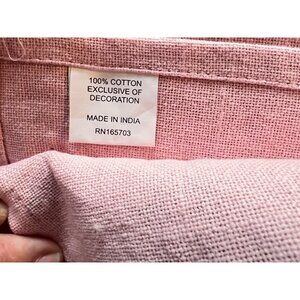 100% COTTON
EXCLUSIVE OF
DECORATION
MADE IN INDIA
RN165703